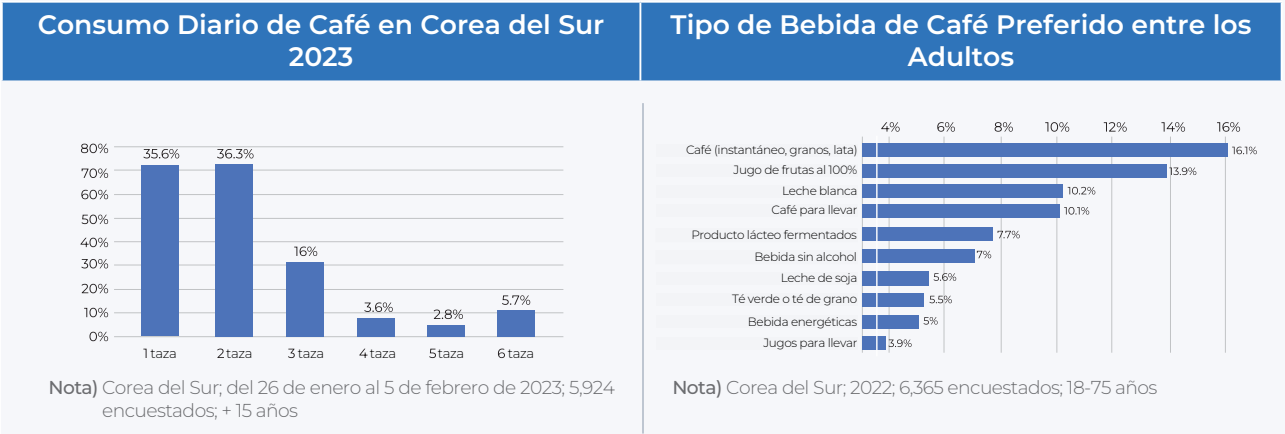 Consumo Diario de Café en Corea del Sur
2023
80%
70%
60%
50%
40%
30%
20%
10%
0%
35.6%
36.3%
16%
3.6%
2.8%
5.7%
1 taza
2 taza
3 taza
4 taza
5 taza
6 taza
Nota) Corea del Sur; del 26 de enero al 5 de febrero de 2023; 5,924
encuestados; + 15 años
Tipo de Bebida de Café Preferido entre los
Adultos
4% 6% 8% 10% 12% 14% 16%
Café (instantáneo, granos, lata) 16.1%
Jugo de frutas al 100% 13.9%
Leche blanca 10.2%
Café para llevar 10.1%
Producto lácteo fermentados 7.7%
Bebida sin alcohol 7%
Leche de soja 5.6%
Té verde o té de grano 5.5%
Bebida energéticas 5%
Jugos para llevar 3.9%
Nota) Corea del Sur; 2022; 6,365 encuestados; 18-75 años